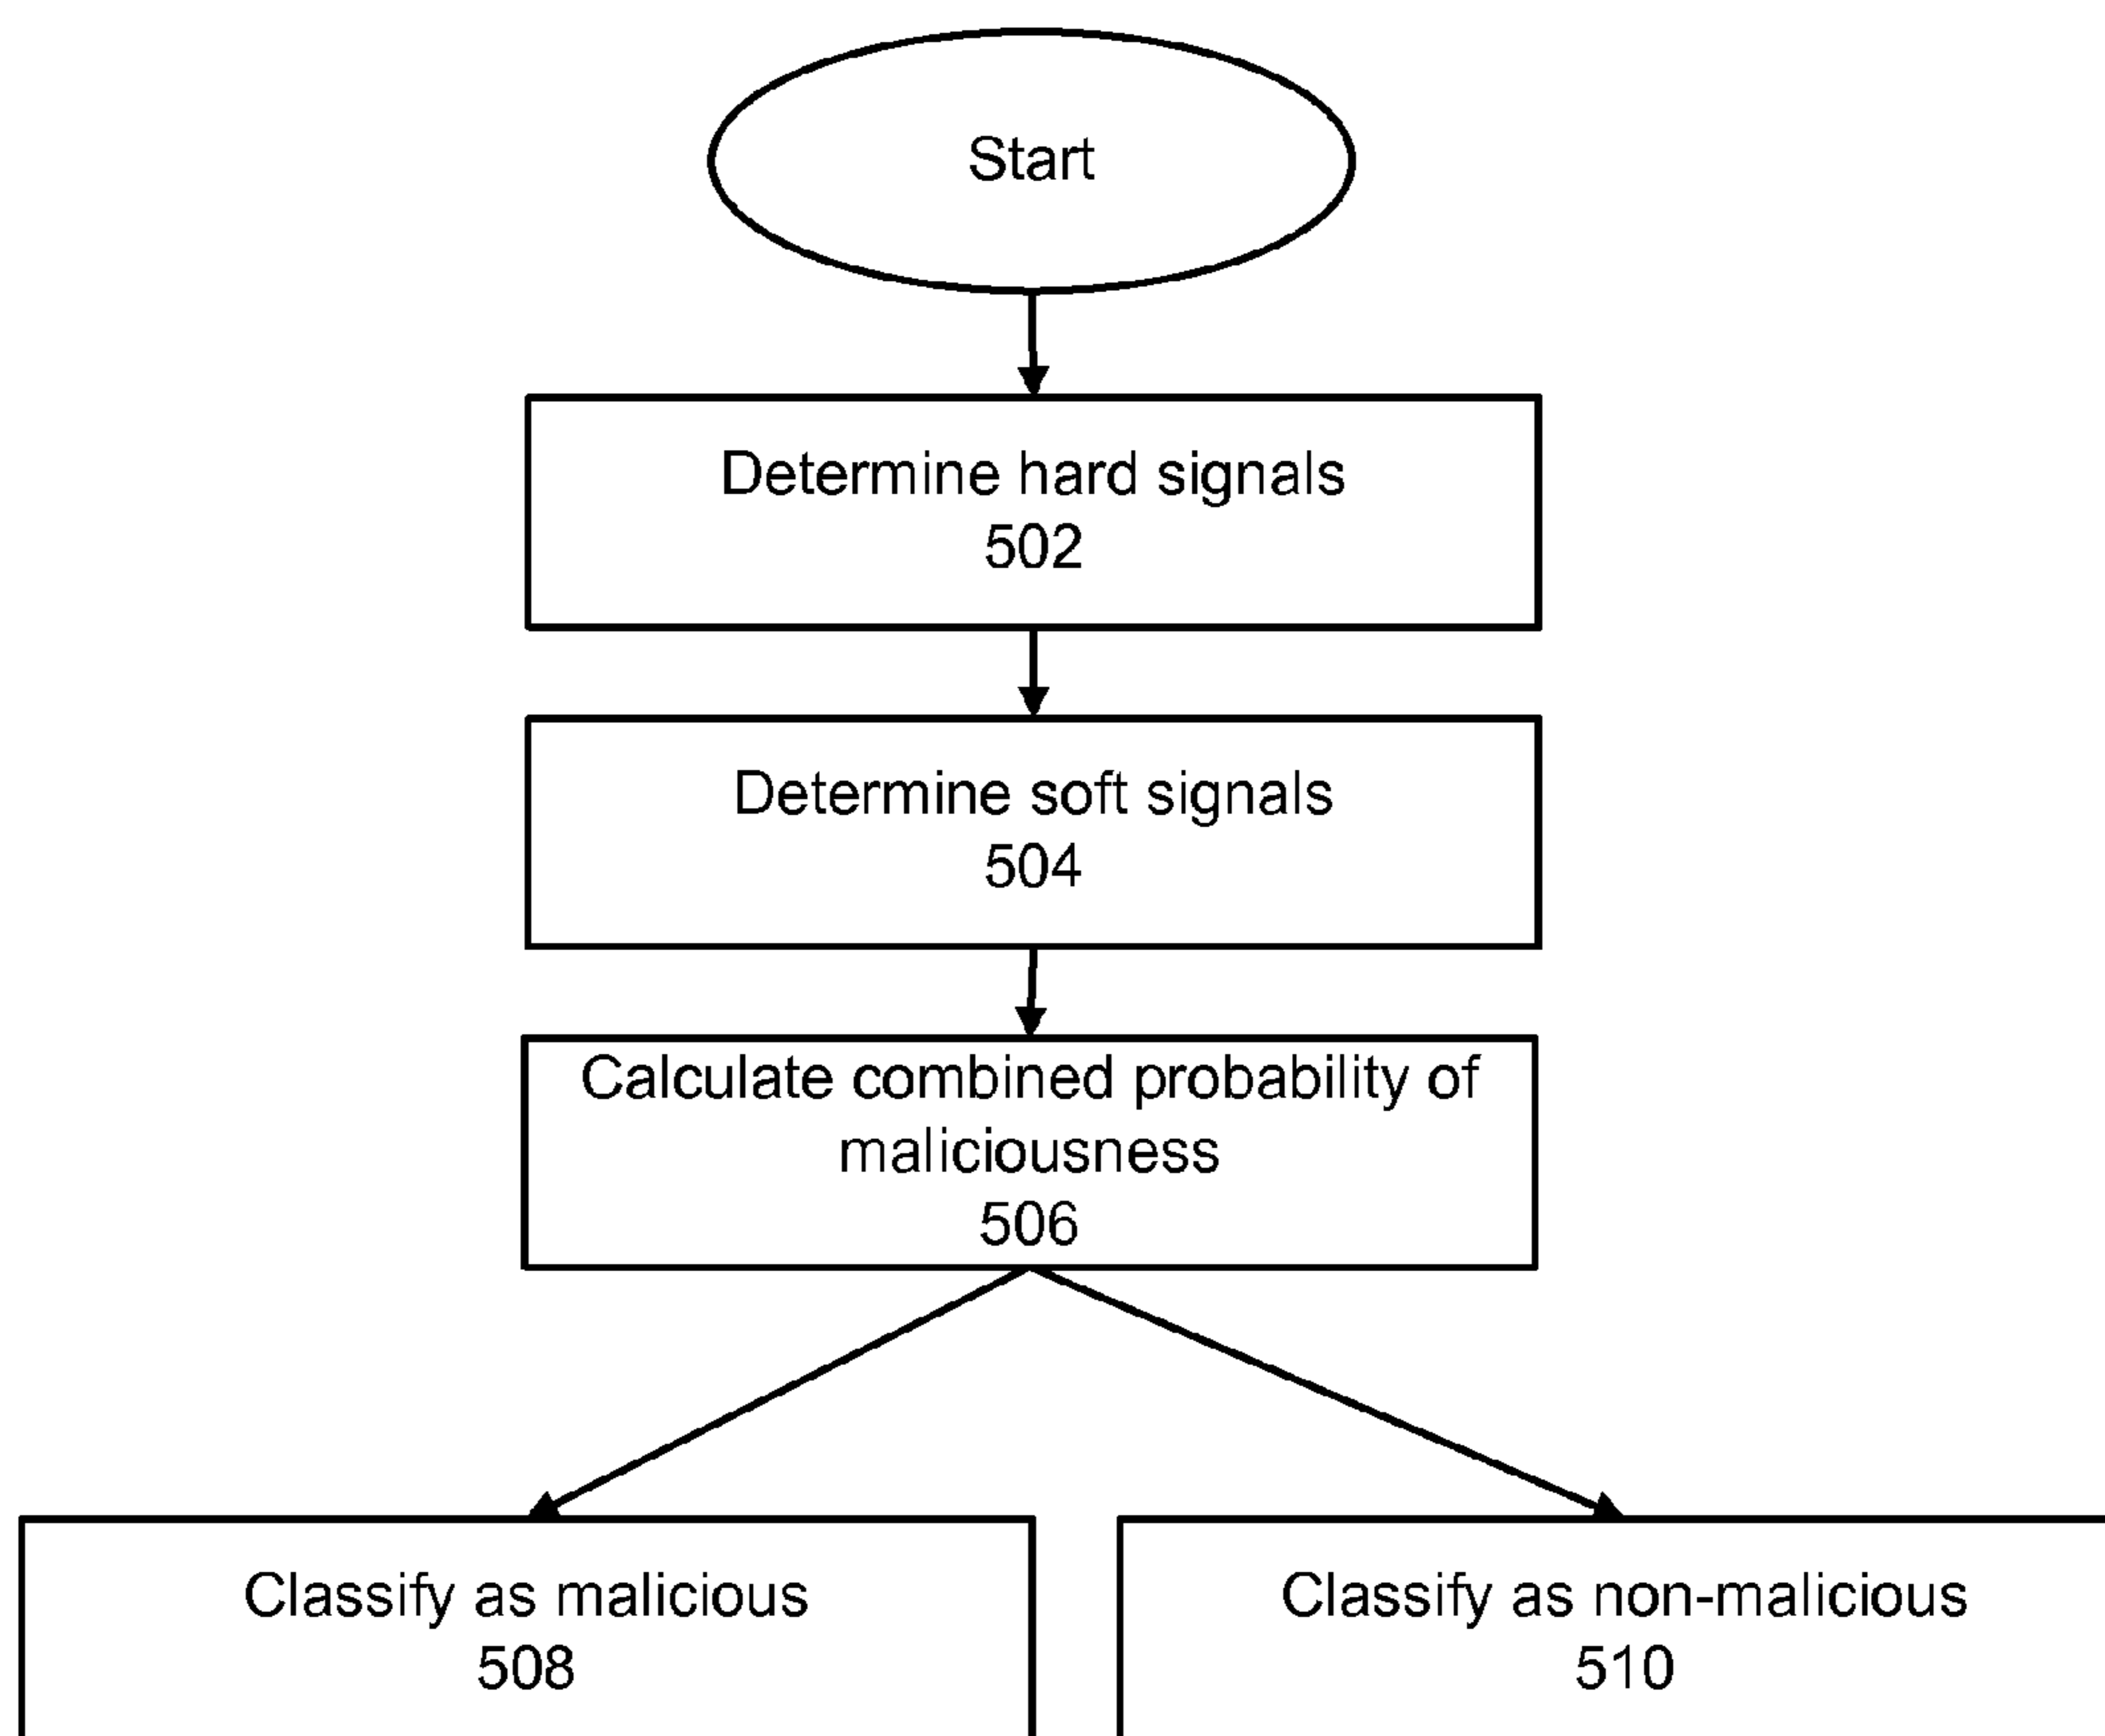 Start
Determine hard signals
502
Determine soft signals
504
Calculate combined probability of
maliciousness
506
Classify as malicious
508
Classify as non-malicious
510